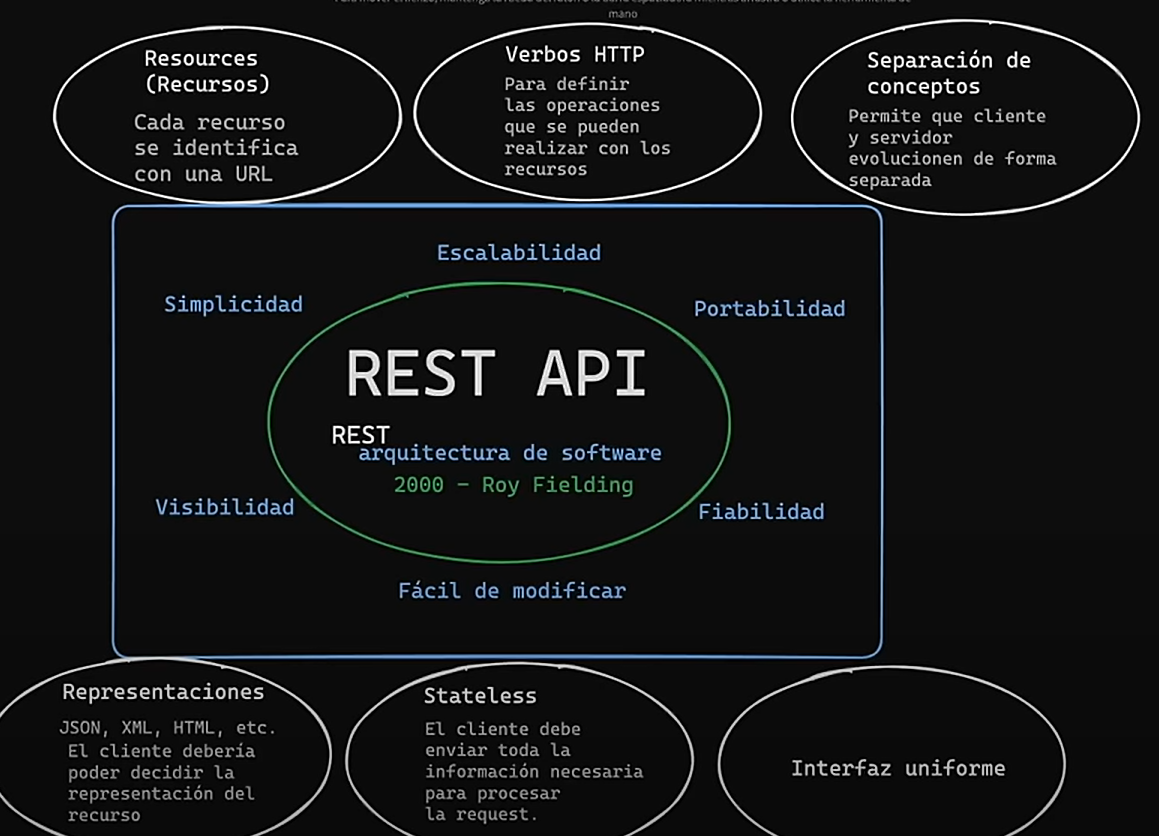 mano
Resources
(Recursos)
Cada recurso
se identifica
con una URL
Verbos HTTP
Para definir
las operaciones
que se pueden
realizar con los
recursos
Separación de
conceptos
Permite que cliente
y servidor
evolucionen de forma
separada
Escalabilidad
Simplicidad
Portabilidad
REST API
REST
arquitectura de software
2000 - Roy Fielding
Visibilidad
Fiabilidad
Fácil de modificar
Representaciones
JSON, XML, HTML, etc.
El cliente debería
poder decidir la
representación del
recurso
Stateless
El cliente debe
enviar toda la
información necesaria
para procesar
la request.
Interfaz uniforme